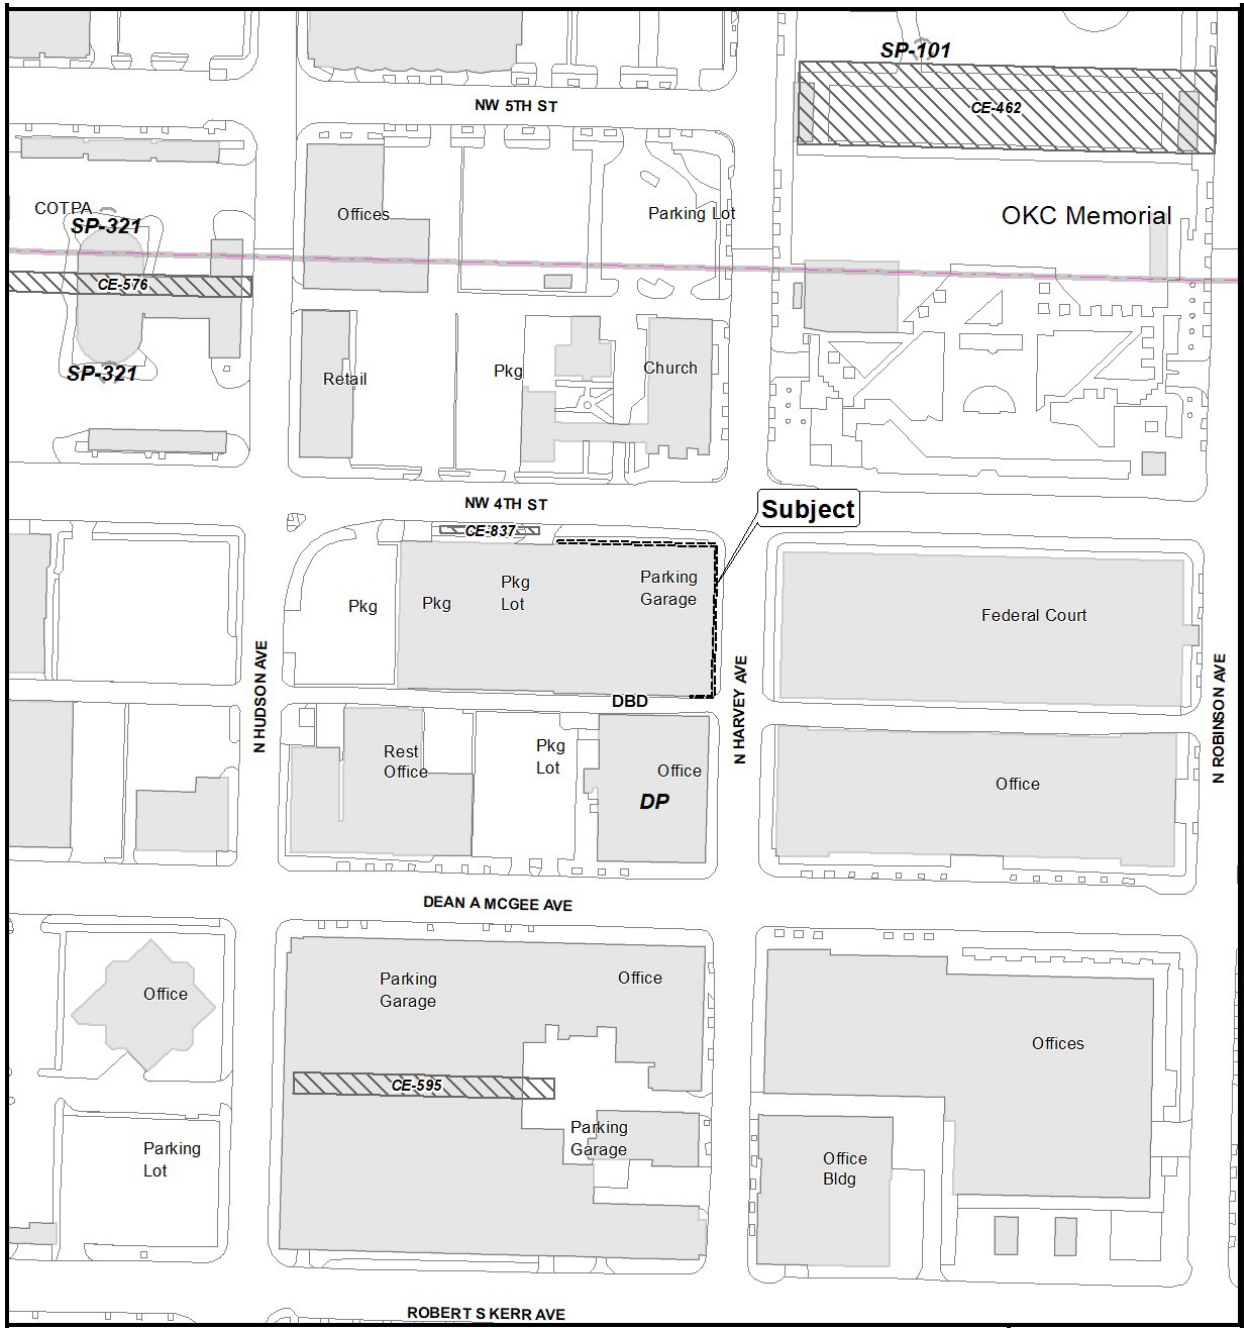 SP-101
NW 5TH ST
CE-462
COTPA
SP-321
Offices
Parking Lot
OKC Memorial
CE-576
SP-321
Retail
Pkg
Church
NW 4TH ST
Subject
CE-837
Pkg
Pkg
Pkg
Lot
Parking
Garage
Federal Court
N HUDSON AVE
N HARVEY AVE
N ROBINSON AVE
DBD
Rest
Office
Pkg
Lot
Office
DP
Office
DEAN A MCGEE AVE
Office
Parking
Garage
Office
Offices
CE-595
Parking
Garage
Parking
Lot
Office
Bldg
ROBERT S KERR AVE